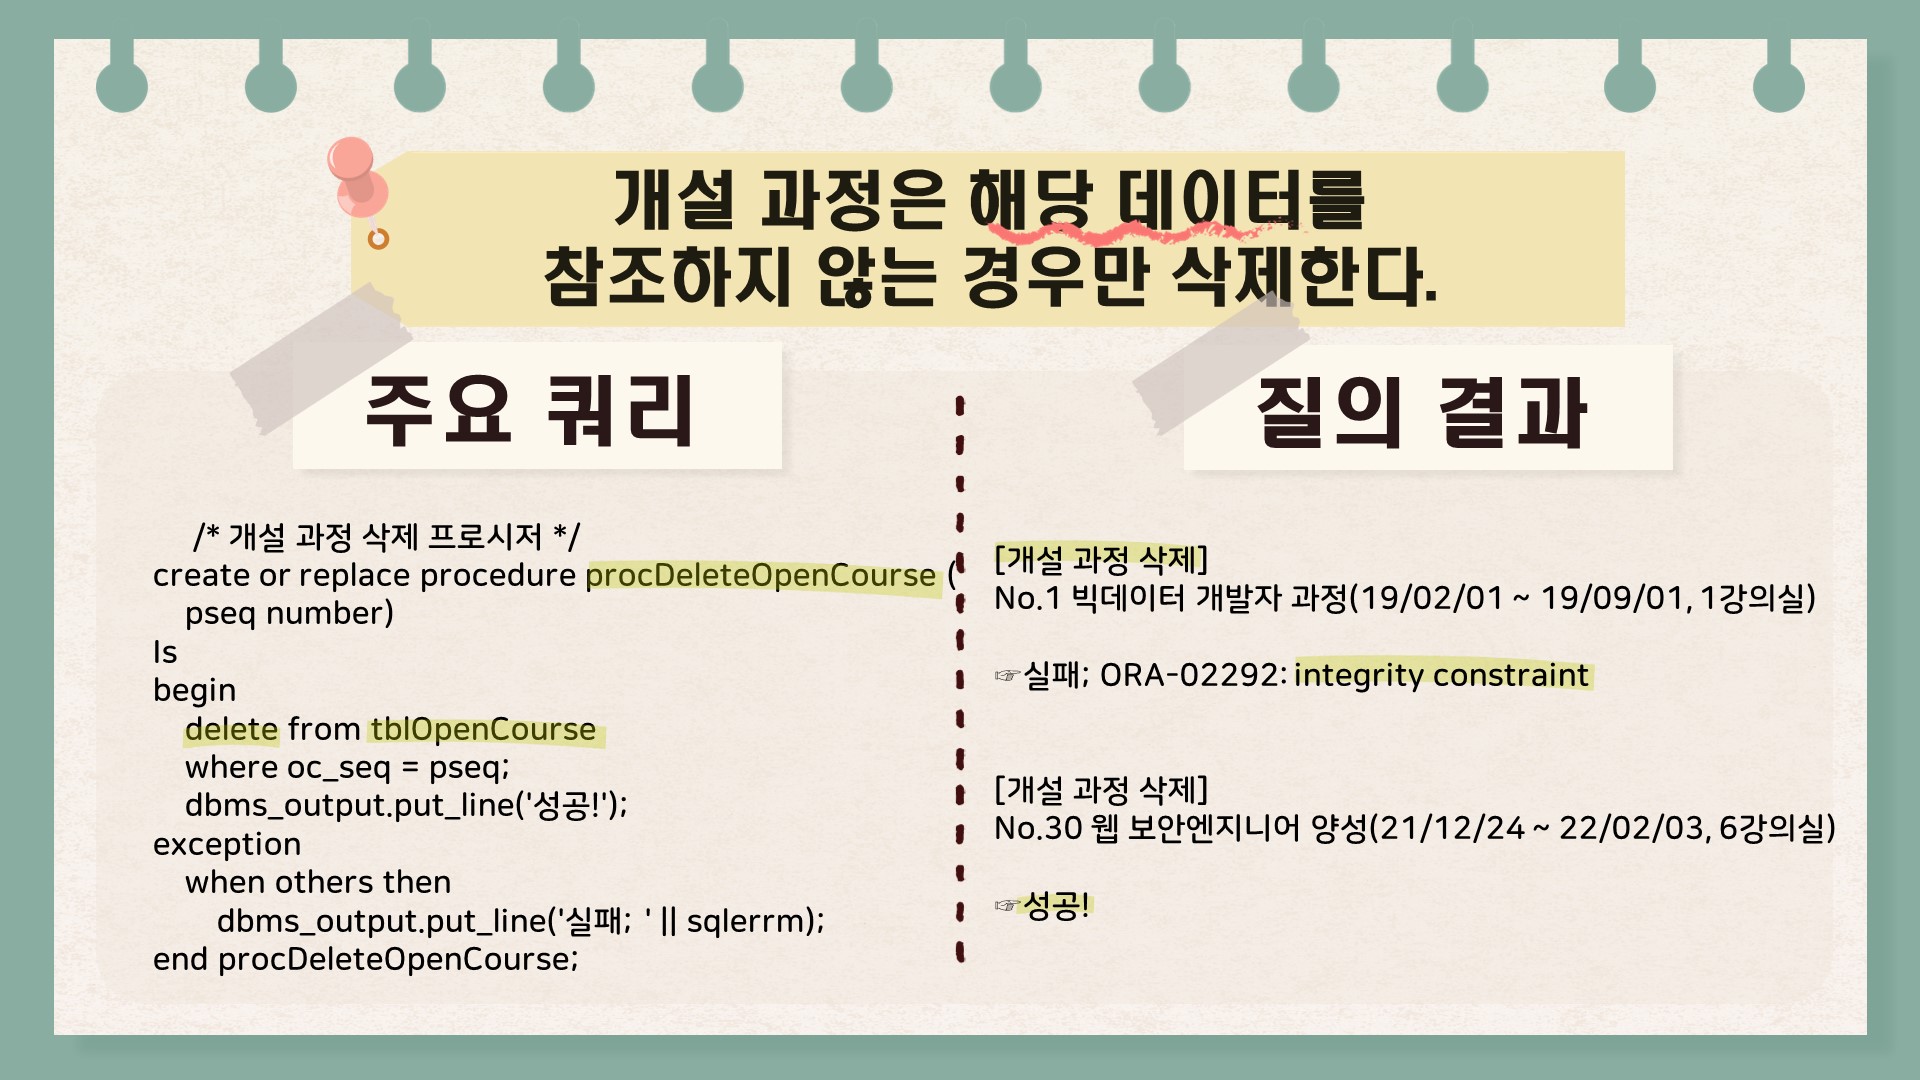 개설 과정은 해당 데이터를
참조하지 않는 경우만 삭제한다.
주요 쿼리
/* 개설 과정 삭제 프로시저 */
create or replace procedure procDeleteOpenCourse (
pseq number)
Is
begin
delete from tblOpenCourse
where oc_seq = pseq;
dbms_output.put_line('성공!');
exception
when others then
dbms_output.put_line('실패; ' || sqlerrm);
end procDeleteOpenCourse;
질의 결과
[개설 과정 삭제]
No.1 빅데이터 개발자 과정(19/02/01 ~ 19/09/01, 1강의실)
☞실패; ORA-02292: integrity constraint
[개설 과정 삭제]
No.30 웹 보안엔지니어 양성(21/12/24 ~ 22/02/03, 6강의실)
☞성공!